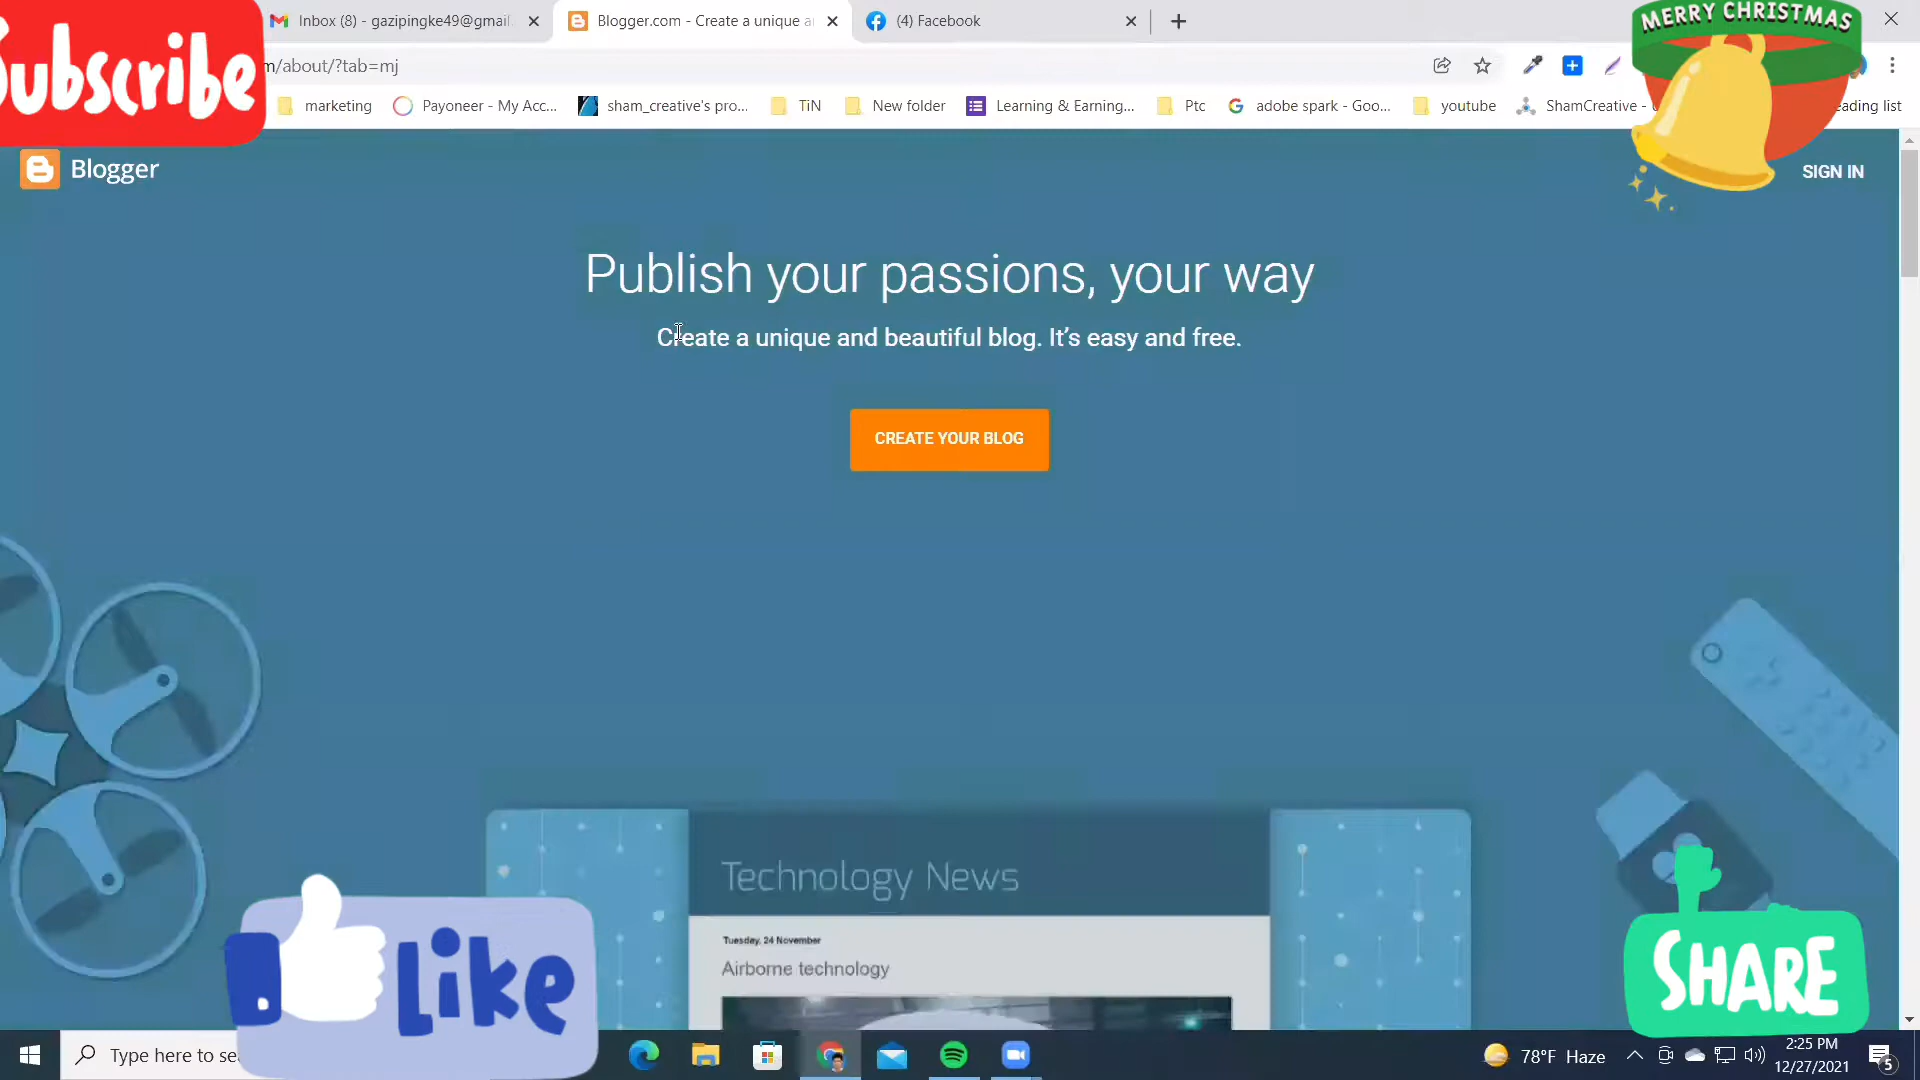 Subscribe
Inbox (8) - gazipingke49@gmail.
Blogger.com - Create a unique a
(4) Facebook
MERRY CHRISTMAS
m/about/?tab=mj
marketing
Payoneer - My Acc...
sham_creative's pro...
TiN
New folder
Learning & Earning...
Ptc
adobe spark - Goo...
youtube
ShamCreative -
eading list
Blogger
SIGN IN
Publish your passions, your way
Create a unique and beautiful blog. It’s easy and free.
CREATE YOUR BLOG
Technology News
Tuesday, 24 November
Airborne technology
Like
SHARE
Type here to se
78°F Haze
2:25 PM
12/27/2021
5